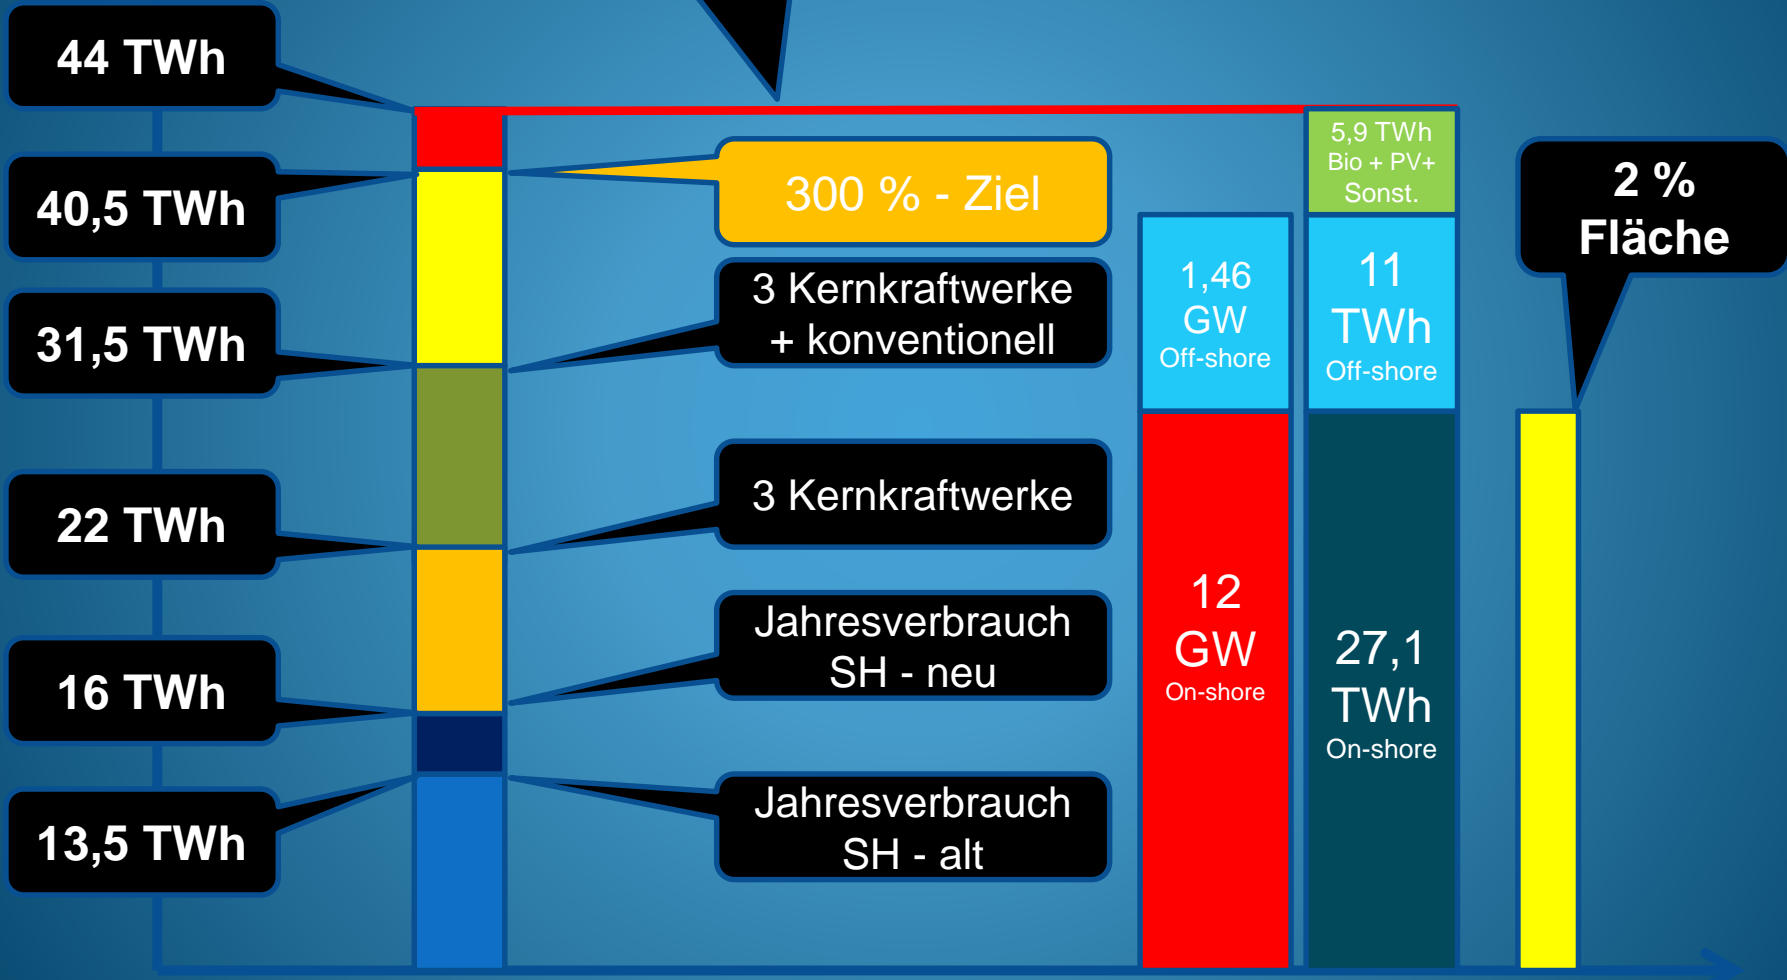 44 TWh
40,5 TWh
31,5 TWh
22 TWh
16 TWh
13,5 TWh
300 % - Ziel
3 Kernkraftwerke
+ konventionell
3 Kernkraftwerke
Jahresverbrauch
SH - neu
Jahresverbrauch
SH - alt
1,46
GW
Off-shore
12
GW
On-shore
5,9 TWh
Bio + PV+
Sonst.
11
TWh
Off-shore
27,1
TWh
On-shore
2 %
Fläche